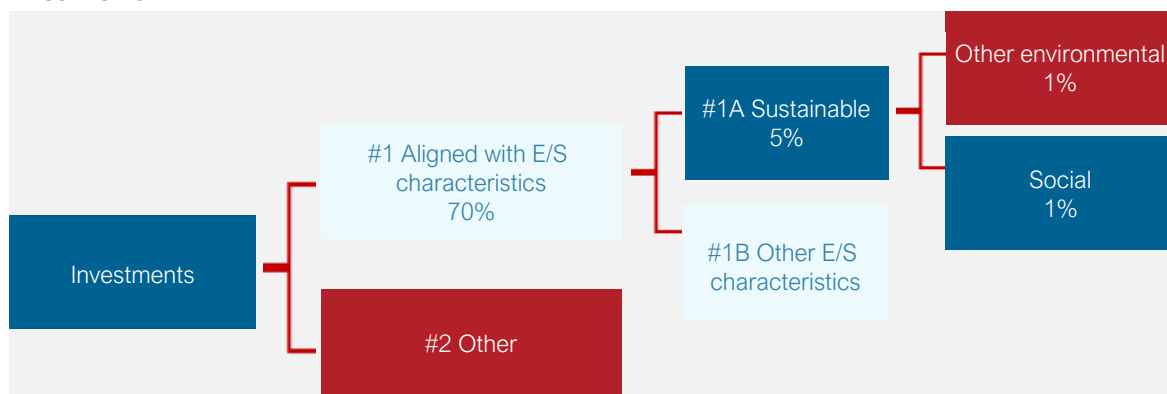 Investments
#1 Aligned with E/S
characteristics
70%
#2 Other
#1A Sustainable
5%
#1B Other E/S
characteristics
Other environmental
1%
Social
1%